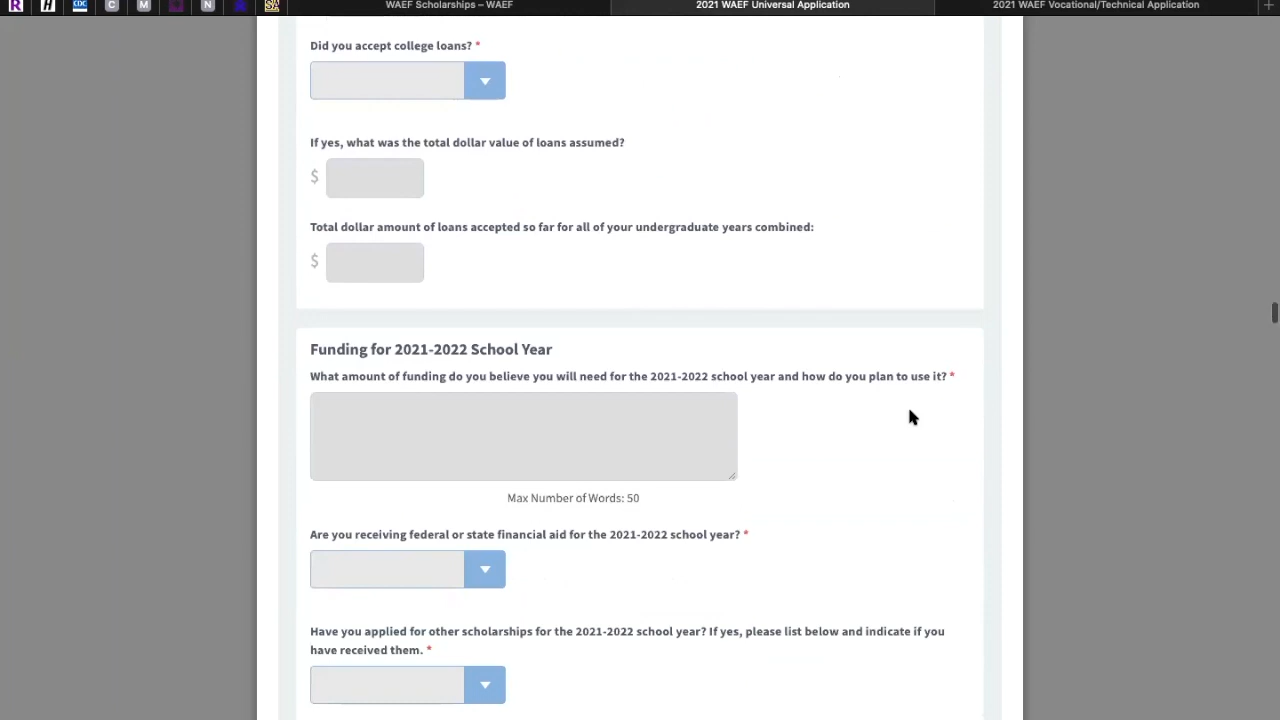 R H CDC C M N SA
WAEF Scholarships – WAEF 2021 WAEF Universal Application 2021 WAEF Vocational/Technical Application
Did you accept college loans? *
If yes, what was the total dollar value of loans assumed?
$
Total dollar amount of loans accepted so far for all of your undergraduate years combined:
$
Funding for 2021-2022 School Year
What amount of funding do you believe you will need for the 2021-2022 school year and how do you plan to use it? *
Max Number of Words: 50
Are you receiving federal or state financial aid for the 2021-2022 school year? *
Have you applied for other scholarships for the 2021-2022 school year? If yes, please list below and indicate if you
have received them. *